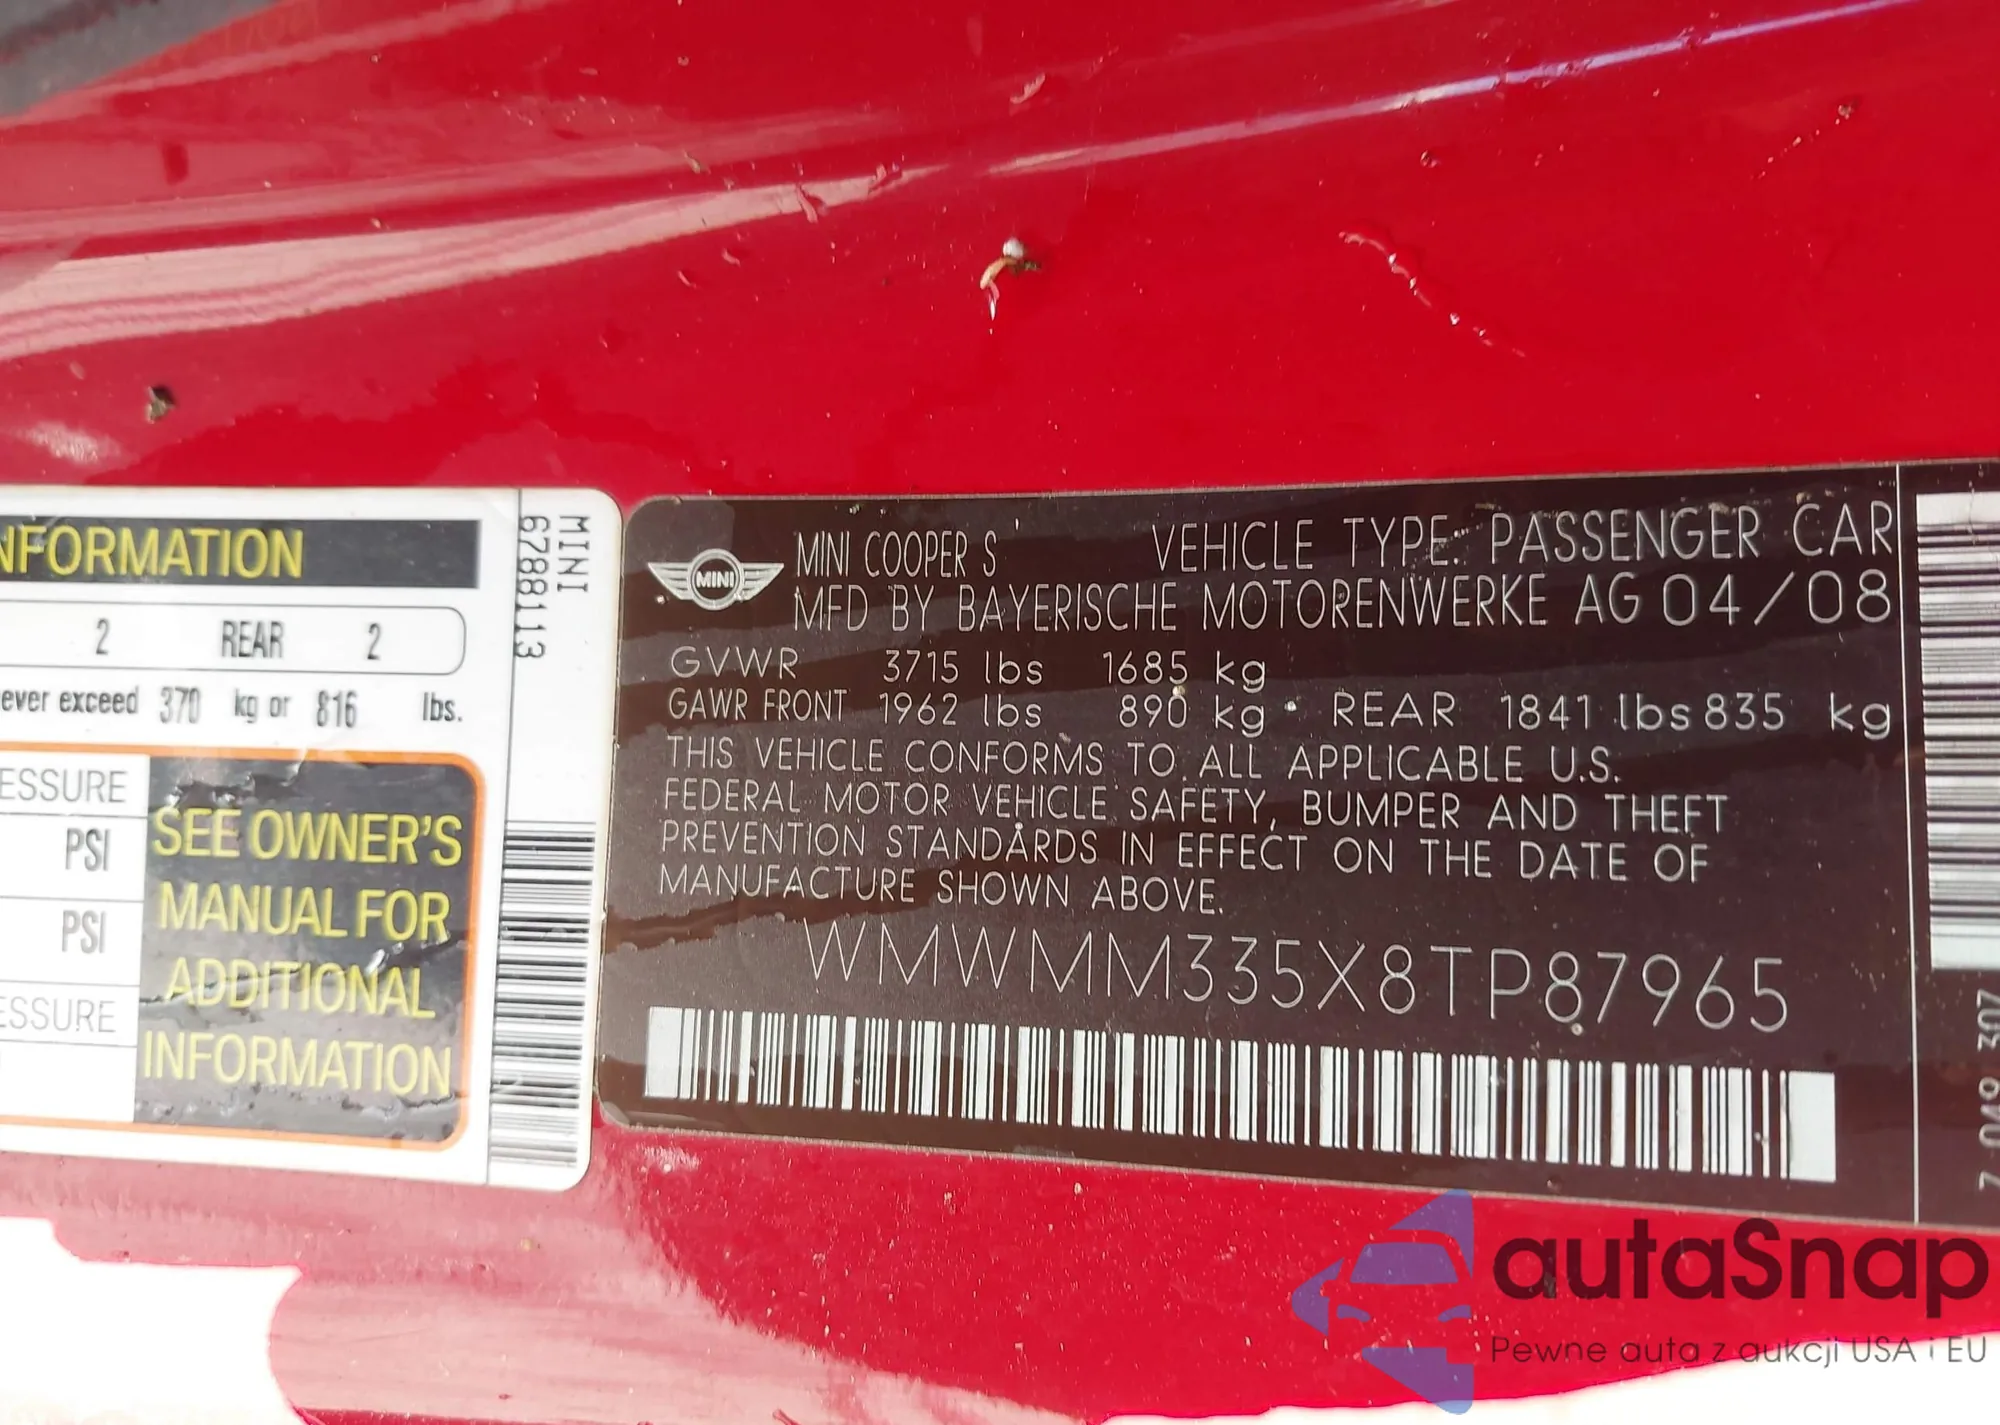 NFORMATION
2 REAR 2
ever exceed 370 kg or 816 lbs.
ESSURE
PSI
PSI
ESSURE
SEE OWNER'S
MANUAL FOR
ADDITIONAL
INFORMATION
MINI
6788113
MINI
MINI COOPER S VEHICLE TYPE: PASSENGER CAR
MFD BY BAYERISCHE MOTORENWERKE AG 04/08
GVWR 3715 lbs 1685 kg
GAWR FRONT 1962 lbs 890 kg REAR 1841 lbs 835 kg
THIS VEHICLE CONFORMS TO ALL APPLICABLE U.S.
FEDERAL MOTOR VEHICLE SAFETY, BUMPER AND THEFT
PREVENTION STANDARDS IN EFFECT ON THE DATE OF
MANUFACTURE SHOWN ABOVE.
WMWMM335X8TP87965
7 049 307
autaSnap
Pewne auta z aukcji USA i EU